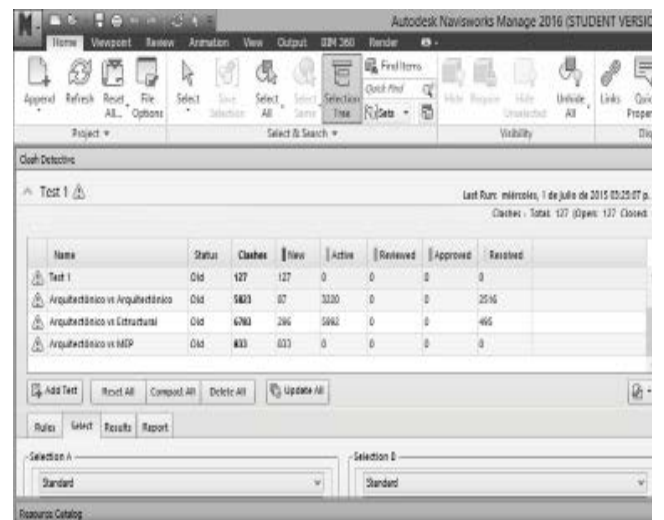 Autodesk Navisworks Manage 2016 (STUDENT VERSIO
Home Viewpoint Review Animation View Output BIM 360 Render
Append Refresh Reset All... File Options Select Save Selection Select All Select Same Selection Tree Find Items Quick Find Sets Hide Require Hide Unselected Unhide All Links Quic Proper
Project Select & Search Visibility Dis
Clash Detective
Test 1
Last Run: miércoles, 1 de julio de 2015 03:25:07 p.
Clashes - Total: 127 (Open: 127 Closed:
Name Status Clashes New Active Reviewed Approved Resolved
Test 1 Old 127 127 0 0 0 0
Arquitectónico vs Arquitectónico Old 5823 87 3220 0 0 2516
Arquitectónico vs Estructural Old 6783 296 5992 0 0 495
Arquitectónico vs MEP Old 833 833 0 0 0 0
Add Test Reset All Compact All Delete All Update All
Rules Select Results Report
Selection A Selection B
Standard Standard
Resource Catalog